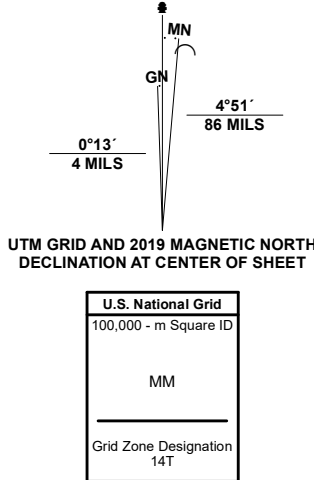 MN
GN
4°51´
86 MILS
0°13´
4 MILS
UTM GRID AND 2019 MAGNETIC NORTH
DECLINATION AT CENTER OF SHEET
U.S. National Grid
100,000 - m Square ID
MM
Grid Zone Designation
14T